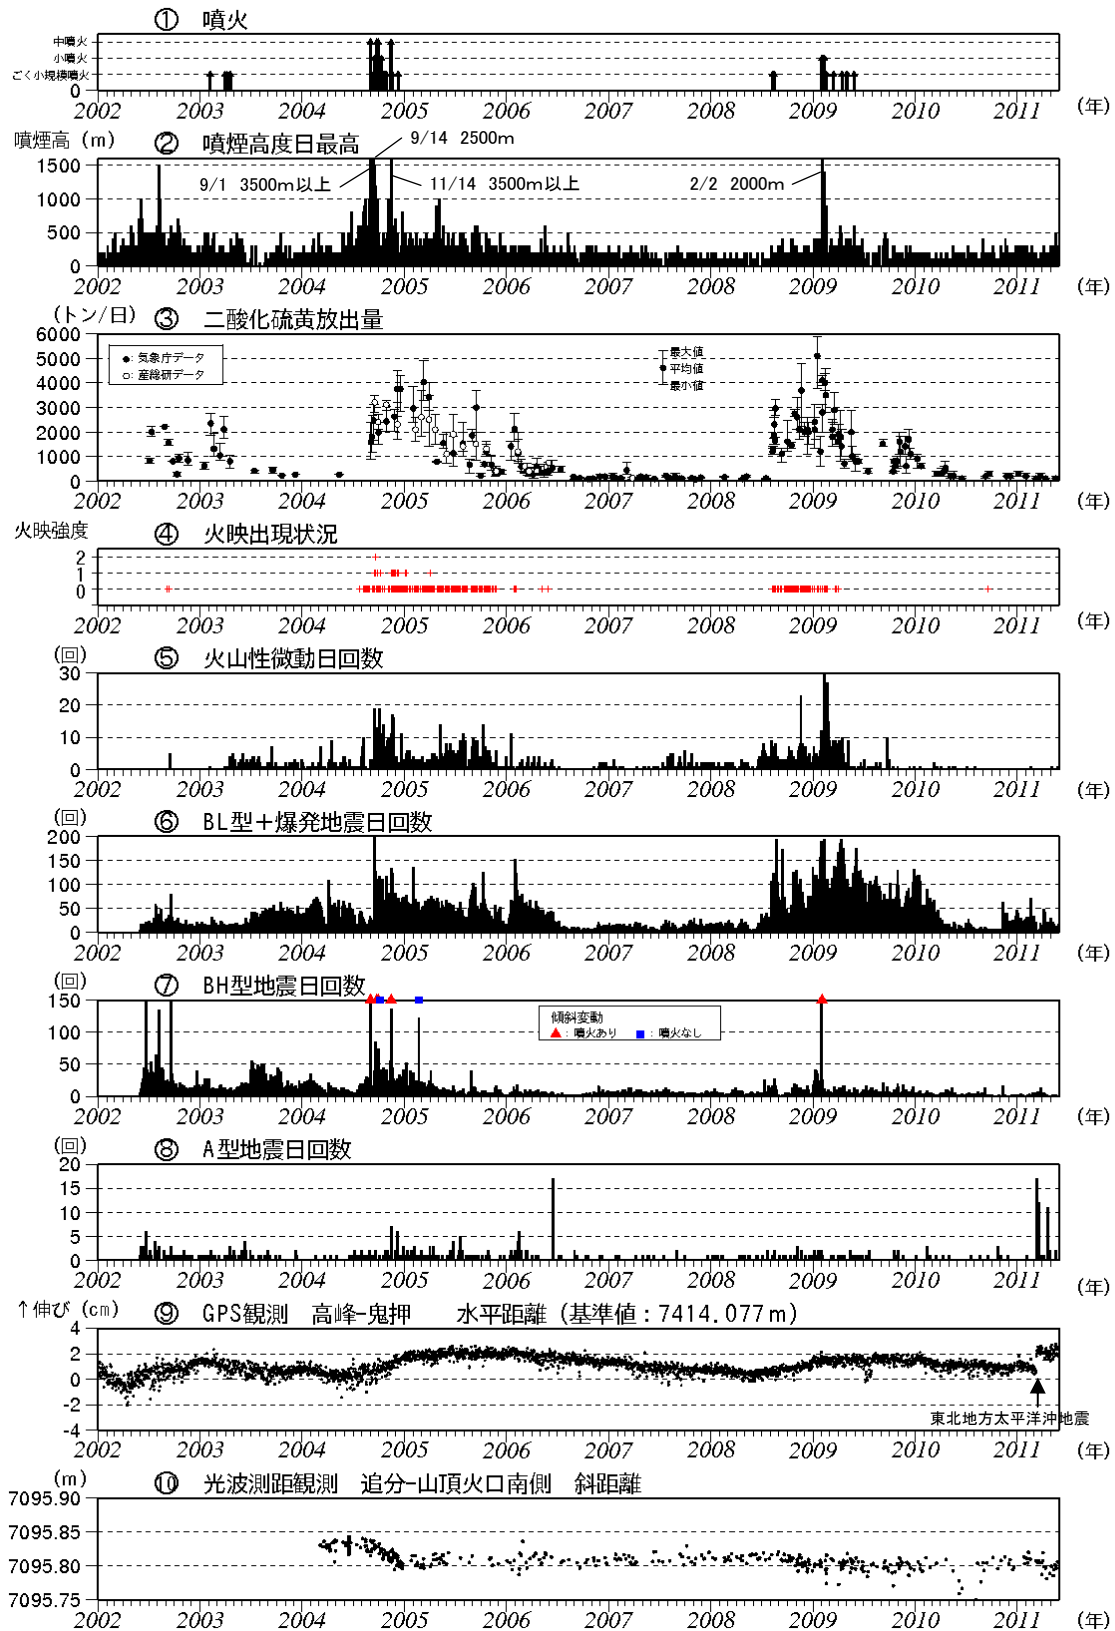 ① 噴火
中噴火
小噴火
ごく小規模噴火
2002 2003 2004 2005 2006 2007 2008 2009 2010 2011 (年)
噴煙高 (m) ② 噴煙高度日最高
9/14 2500m
9/1 3500m以上
11/14 3500m以上
2/2 2000m
1500
1000
500
0
2002 2003 2004 2005 2006 2007 2008 2009 2010 2011 (年)
(トン/日) ③ 二酸化硫黄放出量
6000
5000
4000
3000
2000
1000
0
●: 気象庁データ
○: 産総研データ
最大値
平均値
最小値
2002 2003 2004 2005 2006 2007 2008 2009 2010 2011 (年)
火映強度 ④ 火映出現状況
2
1
0
2002 2003 2004 2005 2006 2007 2008 2009 2010 2011 (年)
(回) ⑤ 火山性微動日回数
30
20
10
0
2002 2003 2004 2005 2006 2007 2008 2009 2010 2011 (年)
(回) ⑥ BL型+爆発地震日回数
200
150
100
50
0
2002 2003 2004 2005 2006 2007 2008 2009 2010 2011 (年)
(回) ⑦ BH型地震日回数
150
100
50
0
傾斜変動
▲: 噴火あり ■: 噴火なし
2002 2003 2004 2005 2006 2007 2008 2009 2010 2011 (年)
(回) ⑧ A型地震日回数
20
15
10
5
0
2002 2003 2004 2005 2006 2007 2008 2009 2010 2011 (年)
↑伸び (cm) ⑨ GPS観測 高峰-鬼押 水平距離 (基準値:7414.077m)
4
2
0
-2
-4
東北地方太平洋沖地震
2002 2003 2004 2005 2006 2007 2008 2009 2010 2011 (年)
(m) ⑩ 光波測距観測 追分-山頂火口南側 斜距離
7095.90
7095.85
7095.80
7095.75
2002 2003 2004 2005 2006 2007 2008 2009 2010 2011 (年)